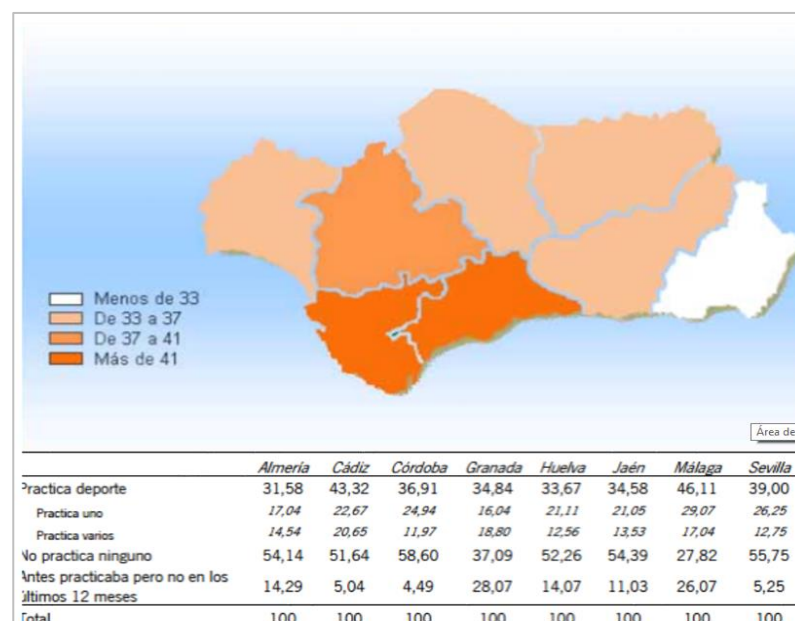 Menos de 33
De 33 a 37
De 37 a 41
Más de 41
Área de
Almería Cádiz Córdoba Granada Huelva Jaén Málaga Sevilla
Practica deporte 31,58 43,32 36,91 34,84 33,67 34,58 46,11 39,00
Practica uno 17,04 22,67 24,94 16,04 21,11 21,05 29,07 26,25
Practica varios 14,54 20,65 11,97 18,80 12,56 13,53 17,04 12,75
No practica ninguno 54,14 51,64 58,60 37,09 52,26 54,39 27,82 55,75
Antes practicaba pero no en los
últimos 12 meses 14,29 5,04 4,49 28,07 14,07 11,03 26,07 5,25
Total 100 100 100 100 100 100 100 100